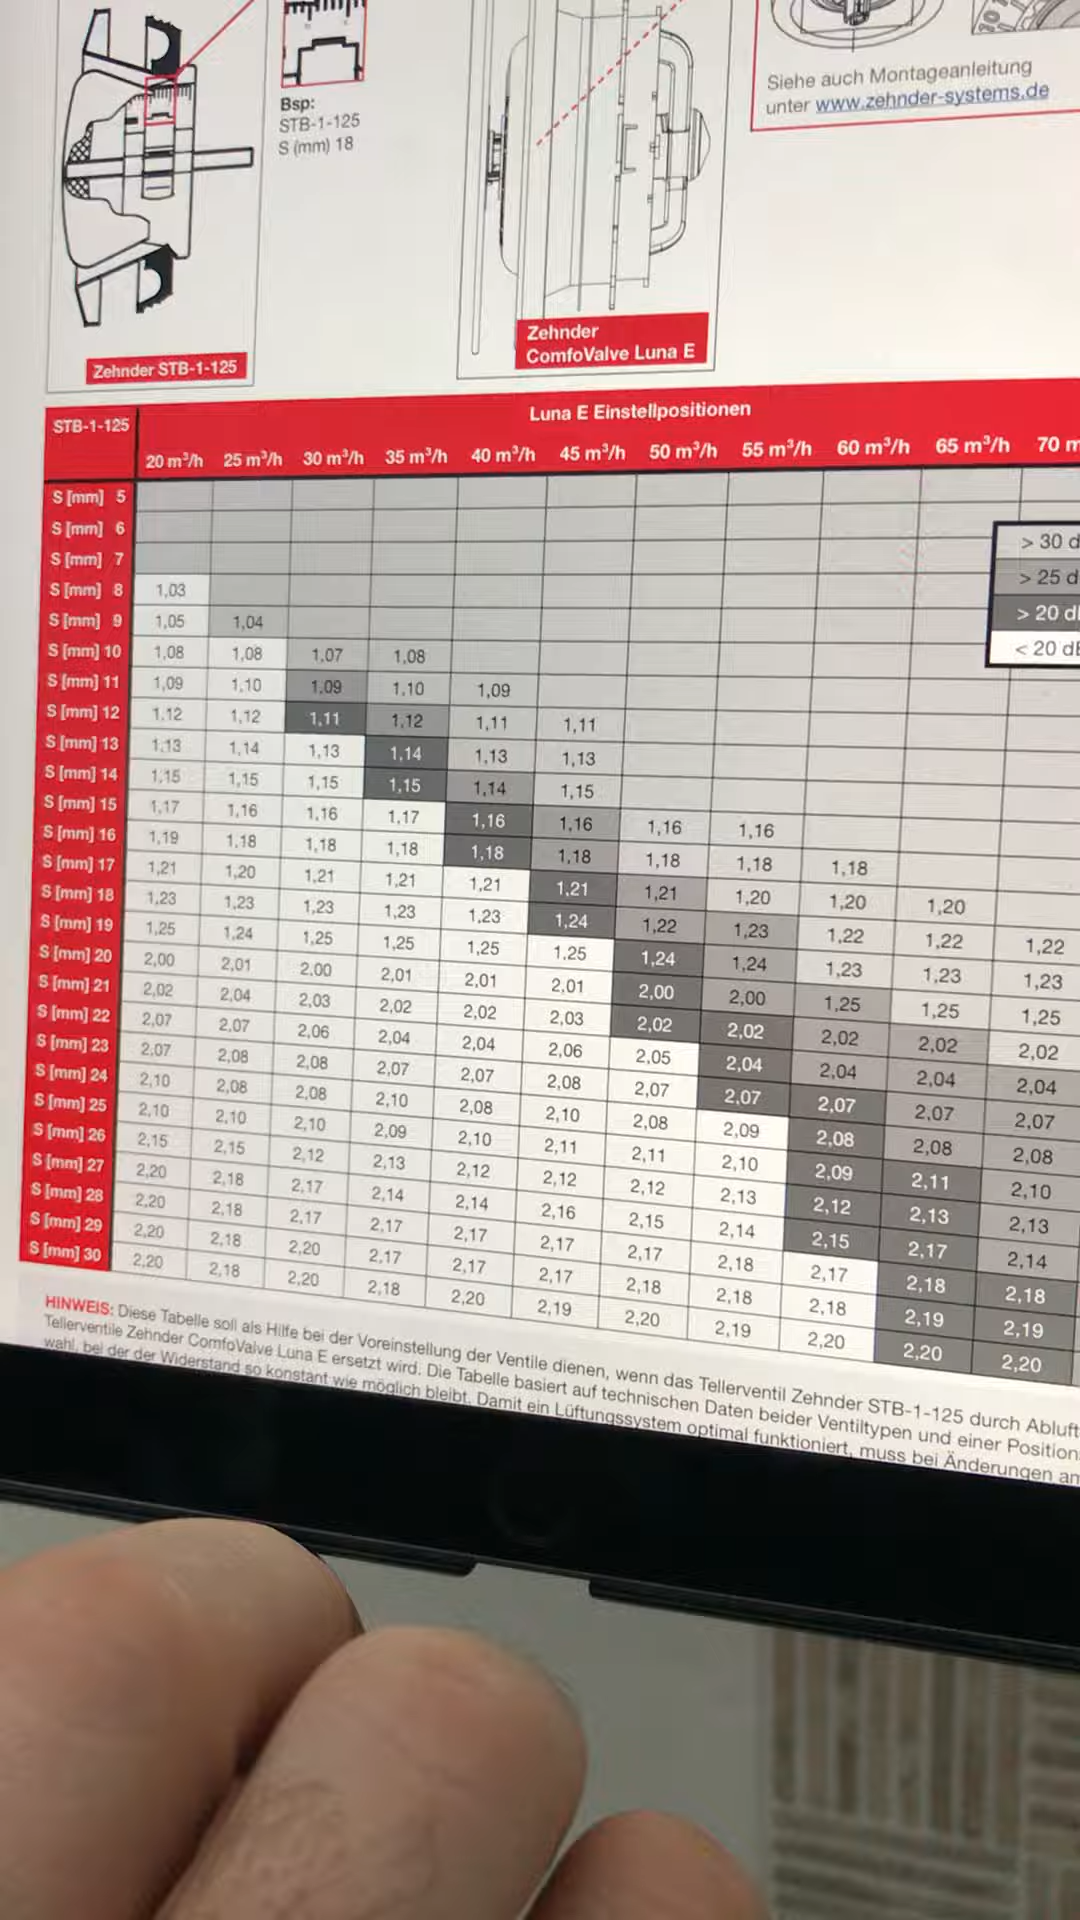 Bsp:
STB-1-125
S (mm) 18
Siehe auch Montageanleitung
unter www.zehnder-systems.de
10
Zehnder STB-1-125
Zehnder
ComfoValve Luna E
STB-1-125 Luna E Einstellpositionen
20 m³/h 25 m³/h 30 m³/h 35 m³/h 40 m³/h 45 m³/h 50 m³/h 55 m³/h 60 m³/h 65 m³/h 70 m
S [mm] 5
S [mm] 6
S [mm] 7
S [mm] 8 1,03
S [mm] 9 1,05 1,04
S [mm] 10 1,08 1,08 1,07 1,08
S [mm] 11 1,09 1,10 1,09 1,10 1,09
S [mm] 12 1,12 1,12 1,11 1,12 1,11 1,11
S [mm] 13 1,13 1,14 1,13 1,14 1,13 1,13
S [mm] 14 1,15 1,15 1,15 1,15 1,14 1,15
S [mm] 15 1,17 1,16 1,16 1,17 1,16 1,16 1,16 1,16
S [mm] 16 1,19 1,18 1,18 1,18 1,18 1,18 1,18 1,18 1,18
S [mm] 17 1,21 1,20 1,21 1,21 1,21 1,21 1,21 1,20 1,20 1,20
S [mm] 18 1,23 1,23 1,23 1,23 1,23 1,24 1,22 1,23 1,22 1,22 1,22
S [mm] 19 1,25 1,24 1,25 1,25 1,25 1,25 1,24 1,24 1,23 1,23 1,23
S [mm] 20 2,00 2,01 2,00 2,01 2,01 2,01 2,00 2,00 1,25 1,25 1,25
S [mm] 21 2,02 2,04 2,03 2,02 2,02 2,03 2,02 2,02 2,02 2,02 2,02
S [mm] 22 2,07 2,07 2,06 2,04 2,04 2,06 2,05 2,04 2,04 2,04 2,04
S [mm] 23 2,07 2,08 2,08 2,07 2,07 2,08 2,07 2,07 2,07 2,07 2,07
S [mm] 24 2,10 2,08 2,08 2,10 2,08 2,10 2,08 2,09 2,08 2,08 2,08
S [mm] 25 2,10 2,10 2,10 2,09 2,10 2,11 2,11 2,10 2,09 2,11 2,10
S [mm] 26 2,15 2,15 2,12 2,13 2,12 2,12 2,12 2,13 2,12 2,13 2,13
S [mm] 27 2,20 2,18 2,17 2,14 2,14 2,16 2,15 2,14 2,15 2,17 2,14
S [mm] 28 2,20 2,18 2,17 2,17 2,17 2,17 2,17 2,18 2,17 2,18 2,18
S [mm] 29 2,20 2,18 2,20 2,17 2,17 2,17 2,18 2,18 2,18 2,19 2,19
S [mm] 30 2,20 2,18 2,20 2,18 2,20 2,19 2,20 2,19 2,20 2,20 2,20
> 30 d
> 25 d
> 20 dB
< 20 dB
HINWEIS: Diese Tabelle soll als Hilfe bei der Voreinstellung der Ventile dienen, wenn das Tellerventil Zehnder STB-1-125 durch Abluft
Tellerventile Zehnder ComfoValve Luna E ersetzt wird. Die Tabelle basiert auf technischen Daten beider Ventiltypen und einer Position
wahl, bei der der Widerstand so konstant wie möglich bleibt. Damit ein Lüftungssystem optimal funktioniert, muss bei Änderungen am